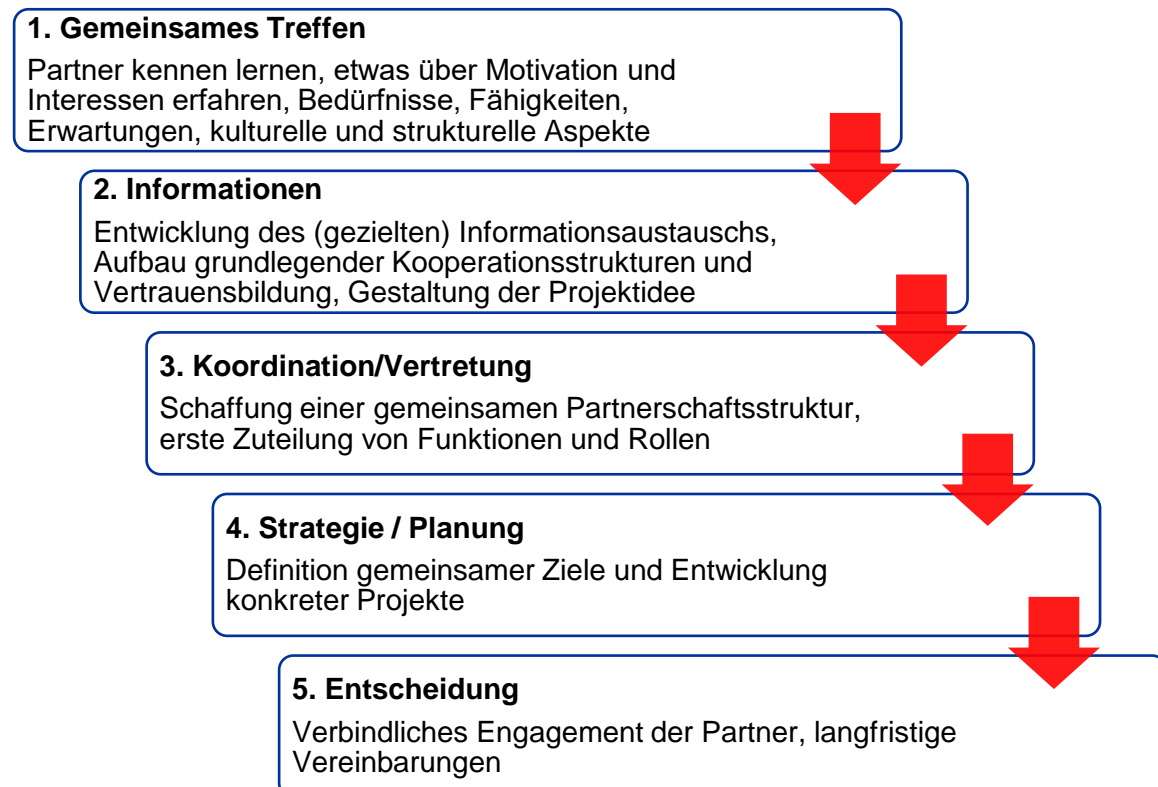 1. Gemeinsames Treffen
Partner kennen lernen, etwas über Motivation und
Interessen erfahren, Bedürfnisse, Fähigkeiten,
Erwartungen, kulturelle und strukturelle Aspekte
2. Informationen
Entwicklung des (gezielten) Informationsaustauschs,
Aufbau grundlegender Kooperationsstrukturen und
Vertrauensbildung, Gestaltung der Projektidee
3. Koordination/Vertretung
Schaffung einer gemeinsamen Partnerschaftsstruktur,
erste Zuteilung von Funktionen und Rollen
4. Strategie / Planung
Definition gemeinsamer Ziele und Entwicklung
konkreter Projekte
5. Entscheidung
Verbindliches Engagement der Partner, langfristige
Vereinbarungen